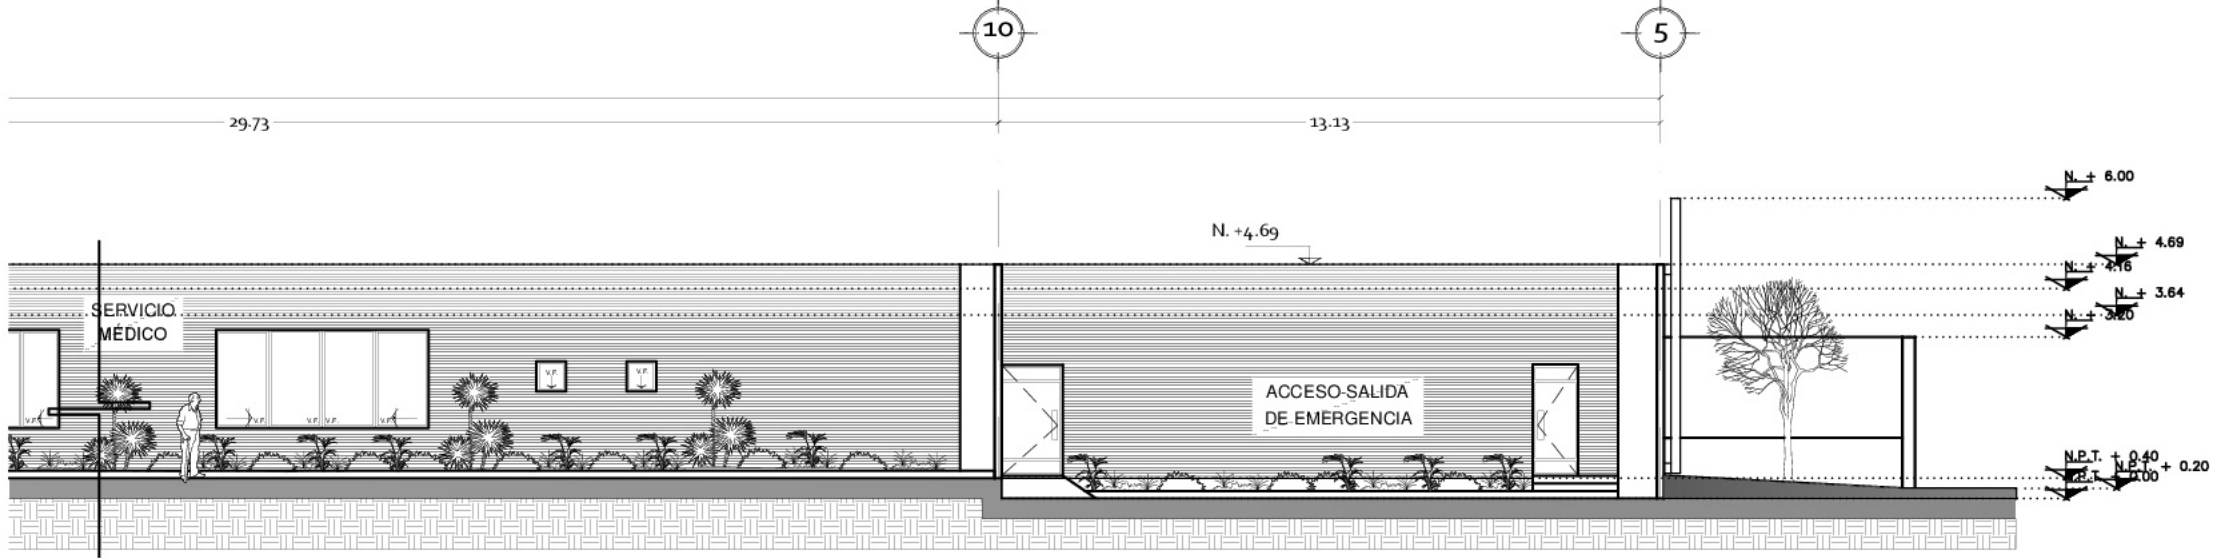 10
5
29.73
13.13
N. + 6.00
N. +4.69
N. + 4.69
N. + 4.16
N. + 3.64
N. + 3.20
SERVICIO
MÉDICO
V.F.
V.F.
ACCESO-SALIDA
DE EMERGENCIA
V.F.
V.F.
V.F.
V.F.
V.F.
N.P.T. + 0.40
N.P.T. + 0.20
N.P.T. 0.00